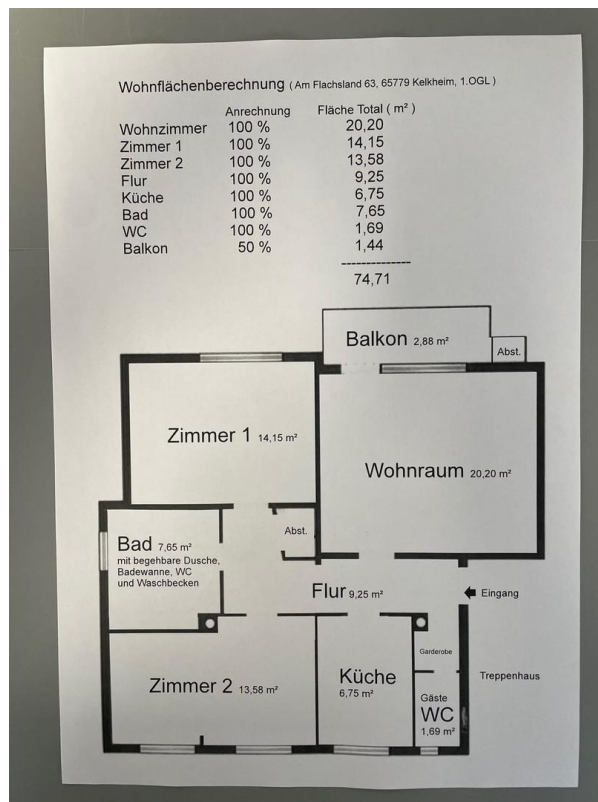 Wohnflächenberechnung ( Am Flachsland 63, 65779 Kelkheim, 1.OGL )
Anrechnung Fläche Total ( m² )
Wohnzimmer 100 % 20,20
Zimmer 1 100 % 14,15
Zimmer 2 100 % 13,58
Flur 100 % 9,25
Küche 100 % 6,75
Bad 100 % 7,65
WC 100 % 1,69
Balkon 50 % 1,44
--------------
74,71
Balkon 2,88 m²
Abst.
Zimmer 1 14,15 m²
Wohnraum 20,20 m²
Abst.
Bad 7,65 m²
mit begehbare Dusche,
Badewanne, WC
und Waschbecken
Flur 9,25 m²
Eingang
Garderobe
Küche
6,75 m²
Treppenhaus
Zimmer 2 13,58 m²
Gäste
WC
1,69 m²